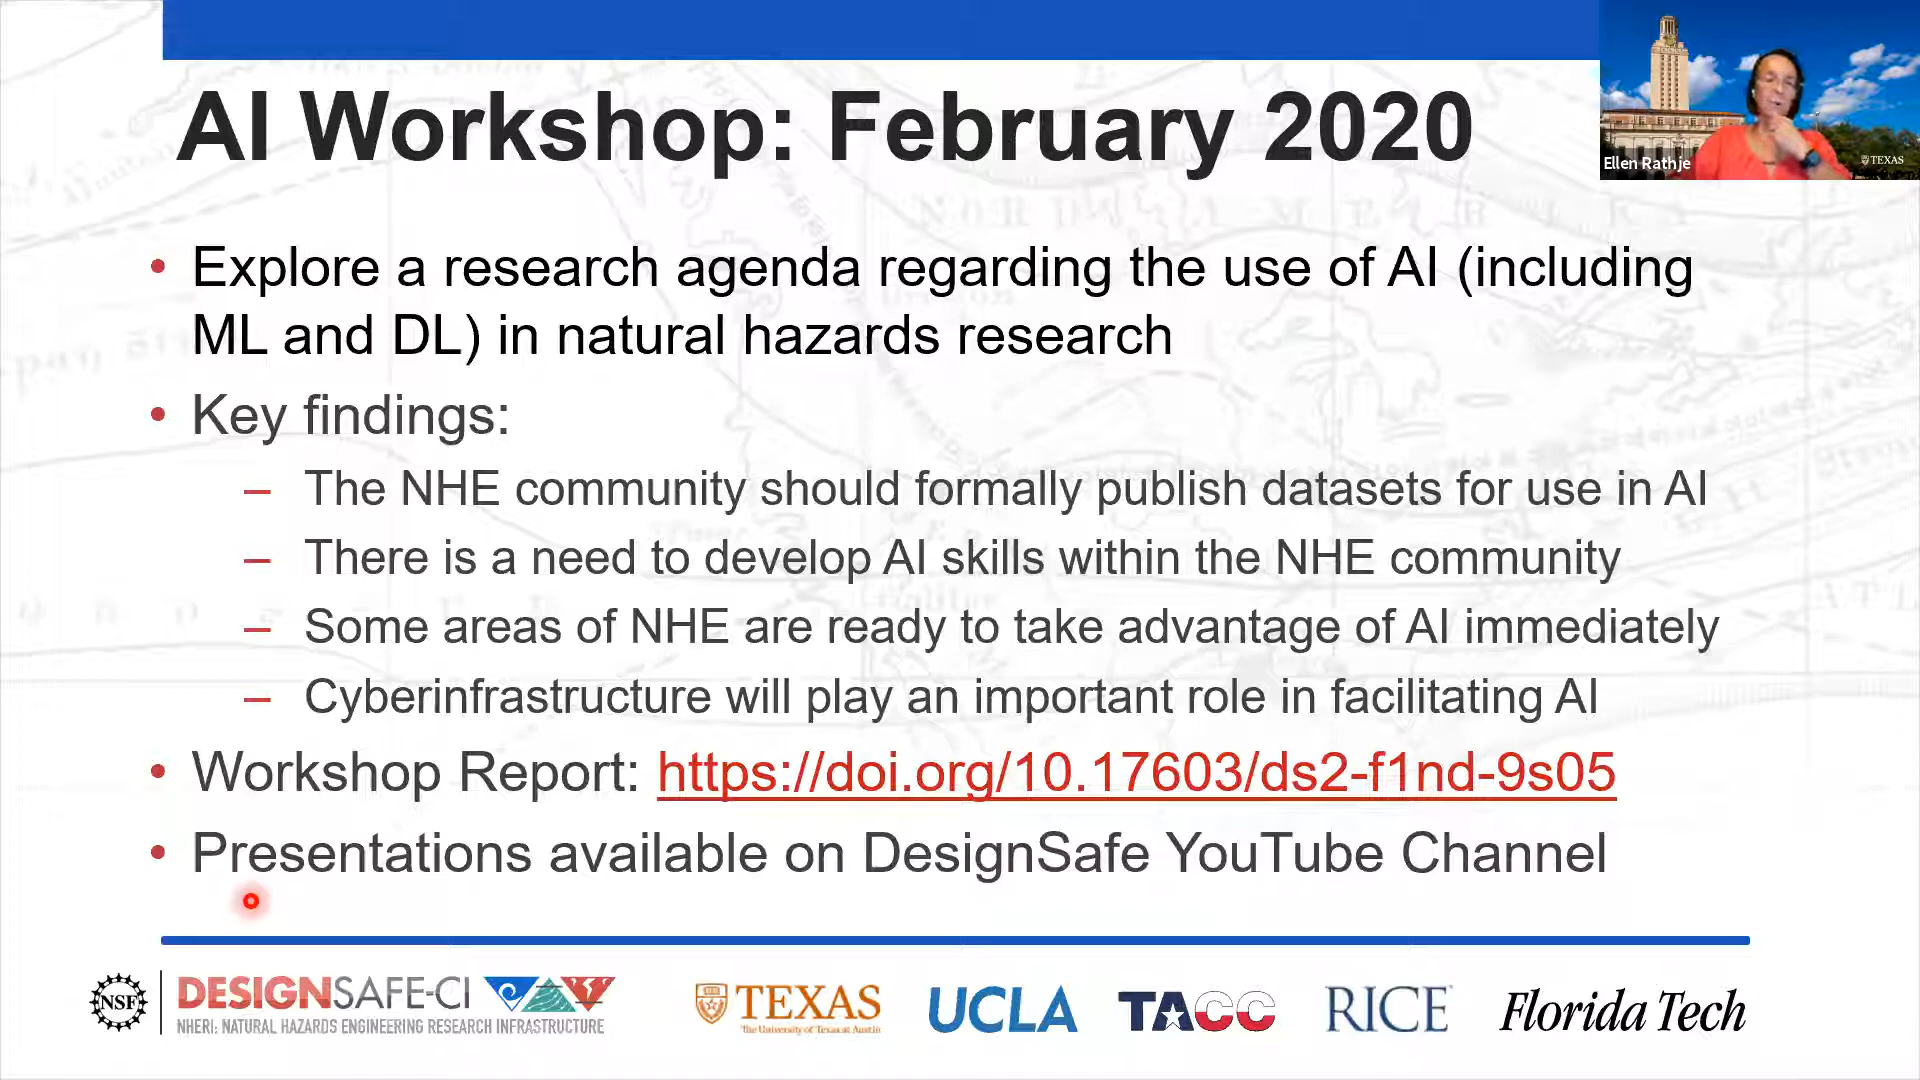 AI Workshop: February 2020
Ellen Rathje
TEXAS
• Explore a research agenda regarding the use of AI (including
ML and DL) in natural hazards research
• Key findings:
– The NHE community should formally publish datasets for use in AI
– There is a need to develop AI skills within the NHE community
– Some areas of NHE are ready to take advantage of AI immediately
– Cyberinfrastructure will play an important role in facilitating AI
• Workshop Report: https://doi.org/10.17603/ds2-f1nd-9s05
• Presentations available on DesignSafe YouTube Channel
NSF
DESIGNSAFE-CI
NHERI: NATURAL HAZARDS ENGINEERING RESEARCH INFRASTRUCTURE
TEXAS
The University of Texas at Austin
UCLA
TACC
RICE
Florida Tech